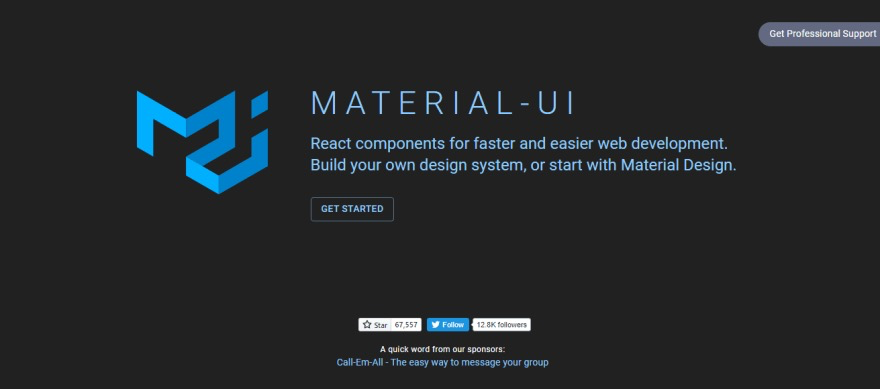 Get Professional Support
MATERIAL-UI
React components for faster and easier web development.
Build your own design system, or start with Material Design.
GET STARTED
Star 67,557 Follow 12.8K followers
A quick word from our sponsors:
Call-Em-All - The easy way to message your group